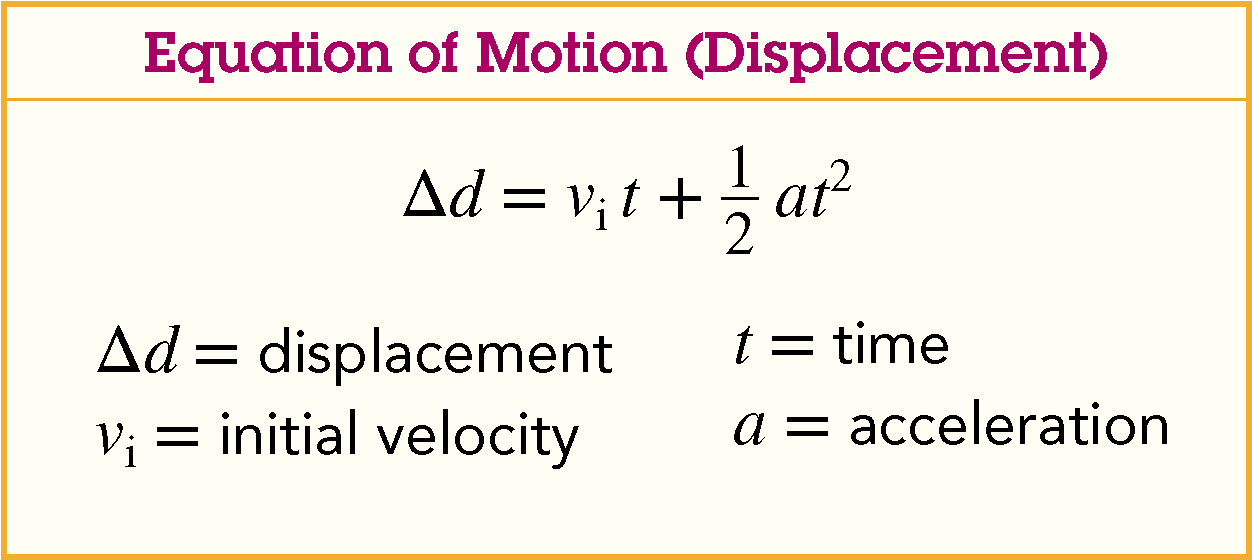 Equation of Motion (Displacement)
Δd = vᵢ t + 1/2 at²
Δd = displacement
vᵢ = initial velocity
t = time
a = acceleration